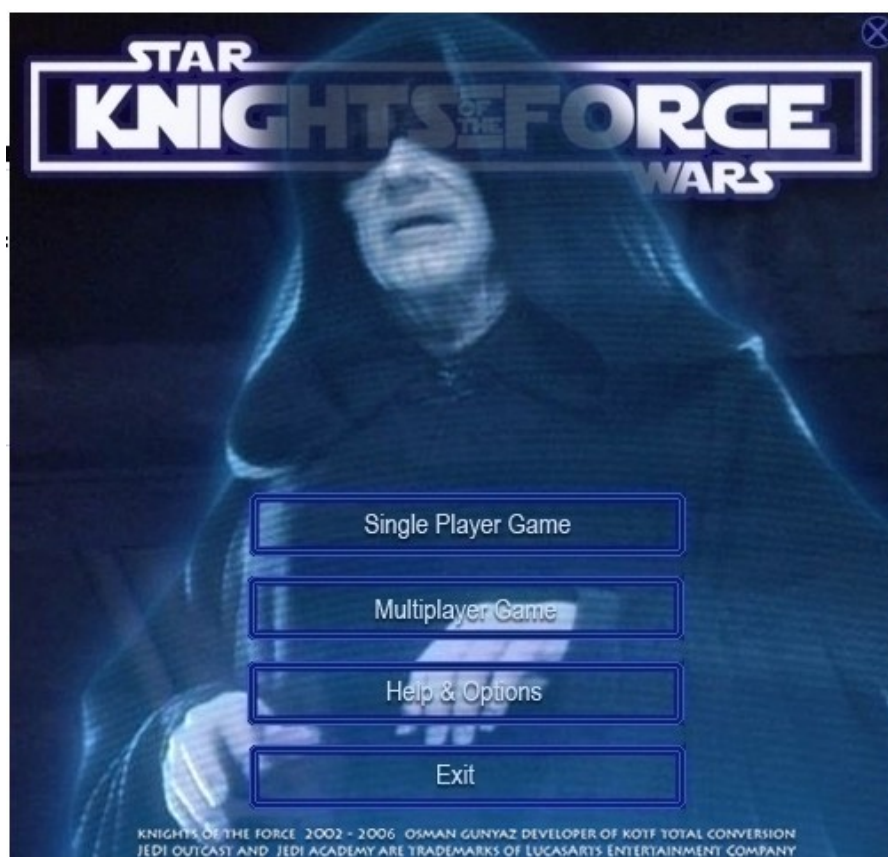 STAR
KNIGHTS OF THE FORCE
WARS
Single Player Game
Multiplayer Game
Help & Options
Exit
KNIGHTS OF THE FORCE 2002 - 2006 OSMAN GUNYAZ DEVELOPER OF KOTF TOTAL CONVERSION
JEDI OUTCAST AND JEDI ACADEMY ARE TRADEMARKS OF LUCASARTS ENTERTAINMENT COMPANY